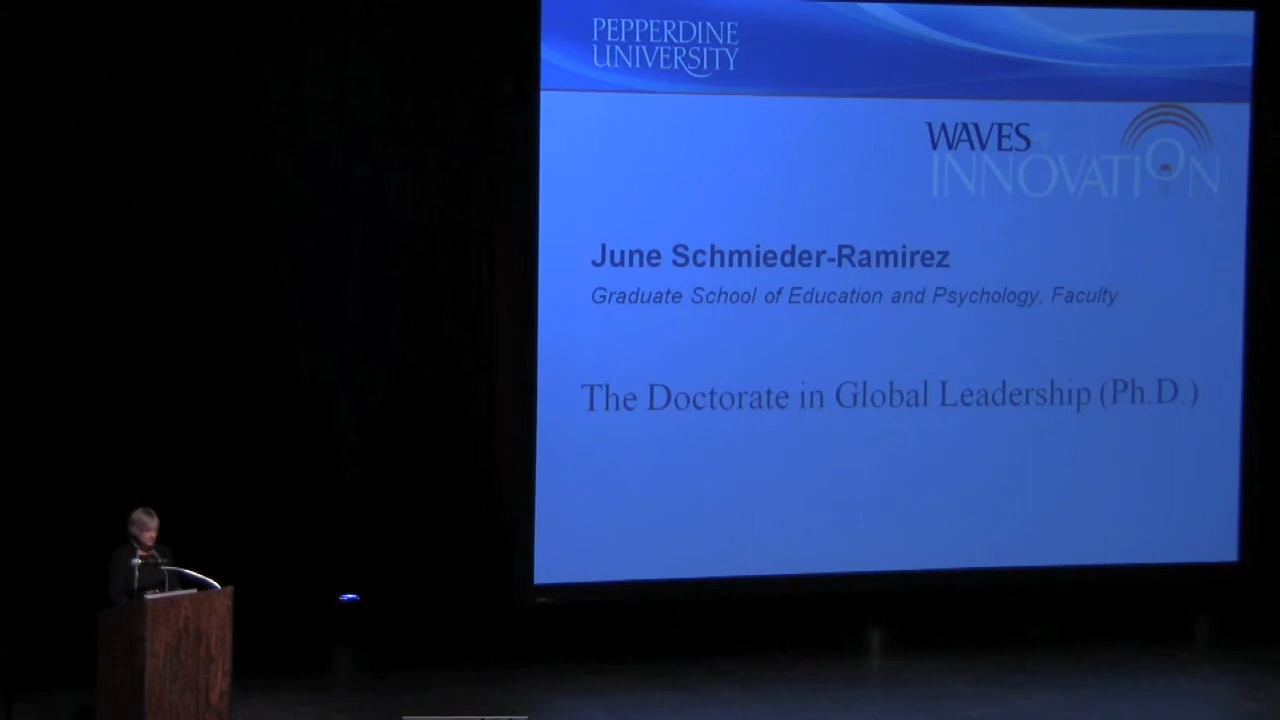 PEPPERDINE
UNIVERSITY
WAVES of
INNOVATION
June Schmieder-Ramirez
Graduate School of Education and Psychology, Faculty
The Doctorate in Global Leadership (Ph.D.)